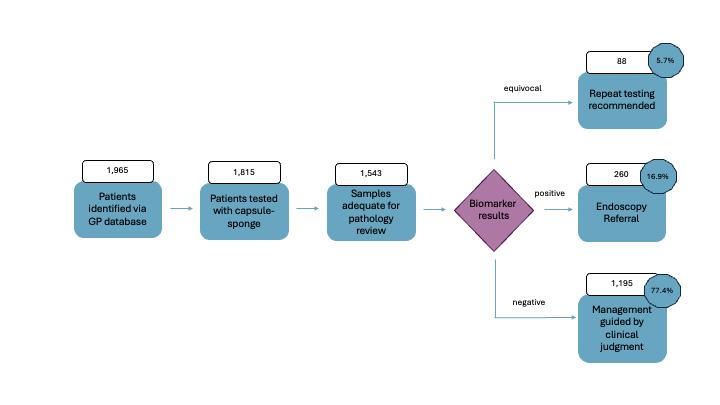 1,965
Patients
identified via
GP database
1,815
Patients tested
with capsule-
sponge
1,543
Samples
adequate for
pathology
review
Biomarker
results
equivocal
88
5.7%
Repeat testing
recommended
positive
260
16.9%
Endoscopy
Referral
negative
1,195
77.4%
Management
guided by
clinical
judgment